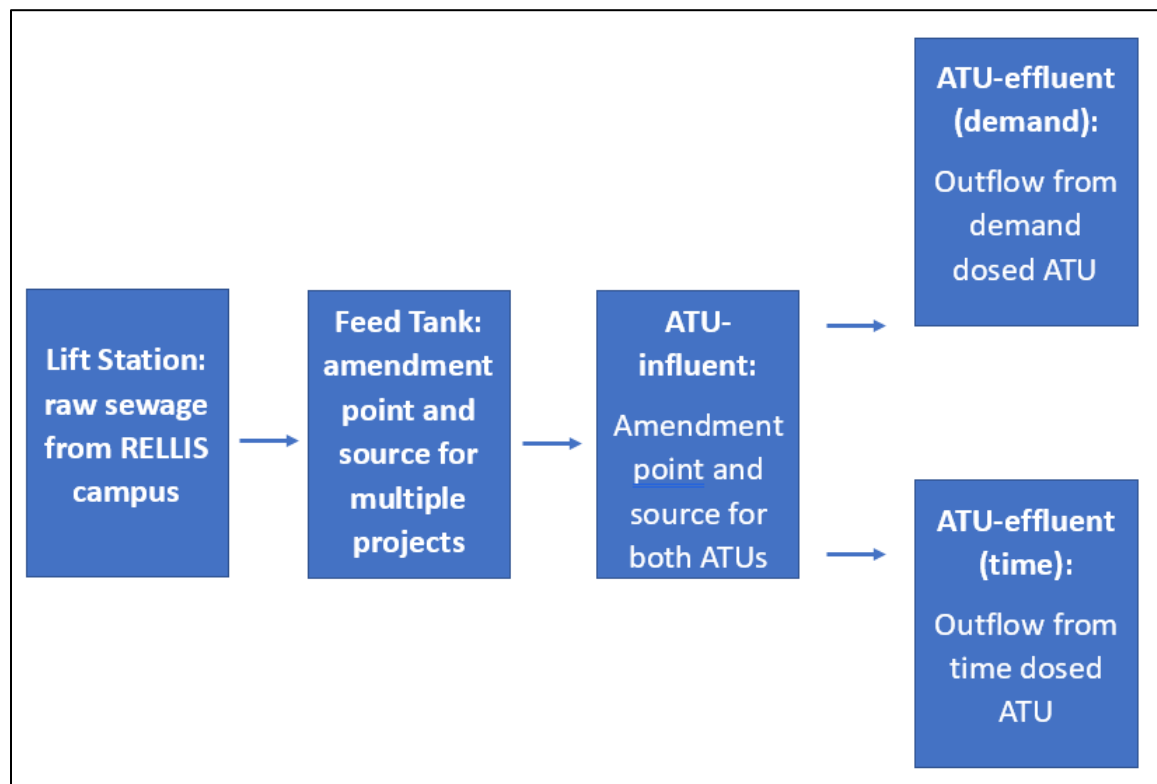 Lift Station:
raw sewage
from RELLIS
campus
Feed Tank:
amendment
point and
source for
multiple
projects
ATU-
influent:
Amendment
point and
source for
both ATUs
ATU-effluent
(demand):
Outflow from
demand
dosed ATU
ATU-effluent
(time):
Outflow from
time dosed
ATU